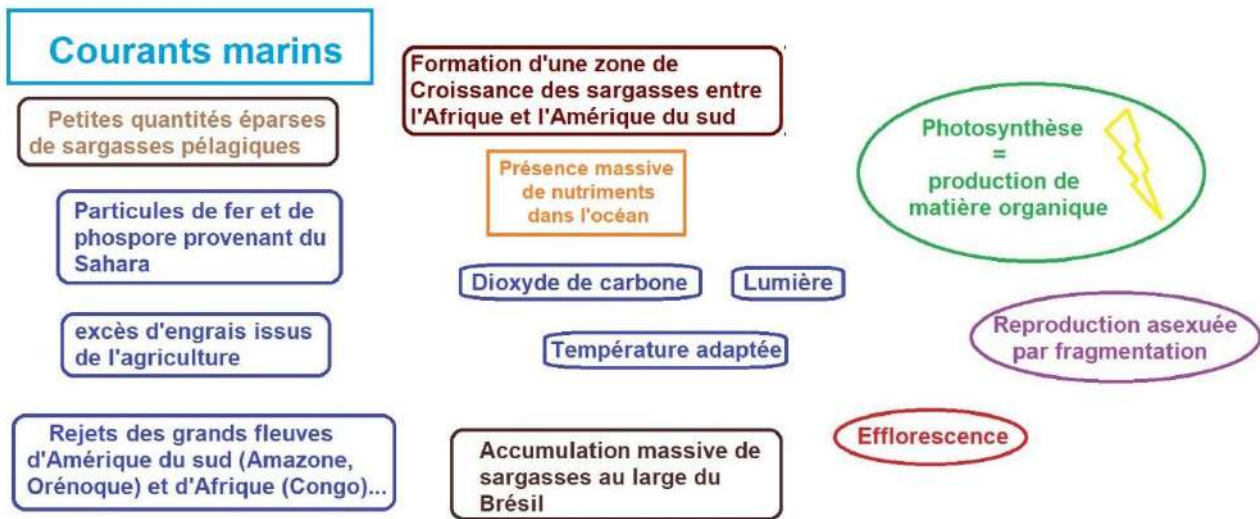 Courants marins
Petites quantités éparses
de sargasses pélagiques
Particules de fer et de
phospore provenant du
Sahara
excès d'engrais issus
de l'agriculture
Rejets des grands fleuves
d'Amérique du sud (Amazone,
Orénoque) et d'Afrique (Congo)...
Formation d'une zone de
Croissance des sargasses entre
l'Afrique et l'Amérique du sud
Présence massive
de nutriments
dans l'océan
Dioxyde de carbone
Lumière
Température adaptée
Accumulation massive de
sargasses au large du
Brésil
Photosynthèse
=
production de
matière organique
Reproduction asexuée
par fragmentation
Efflorescence